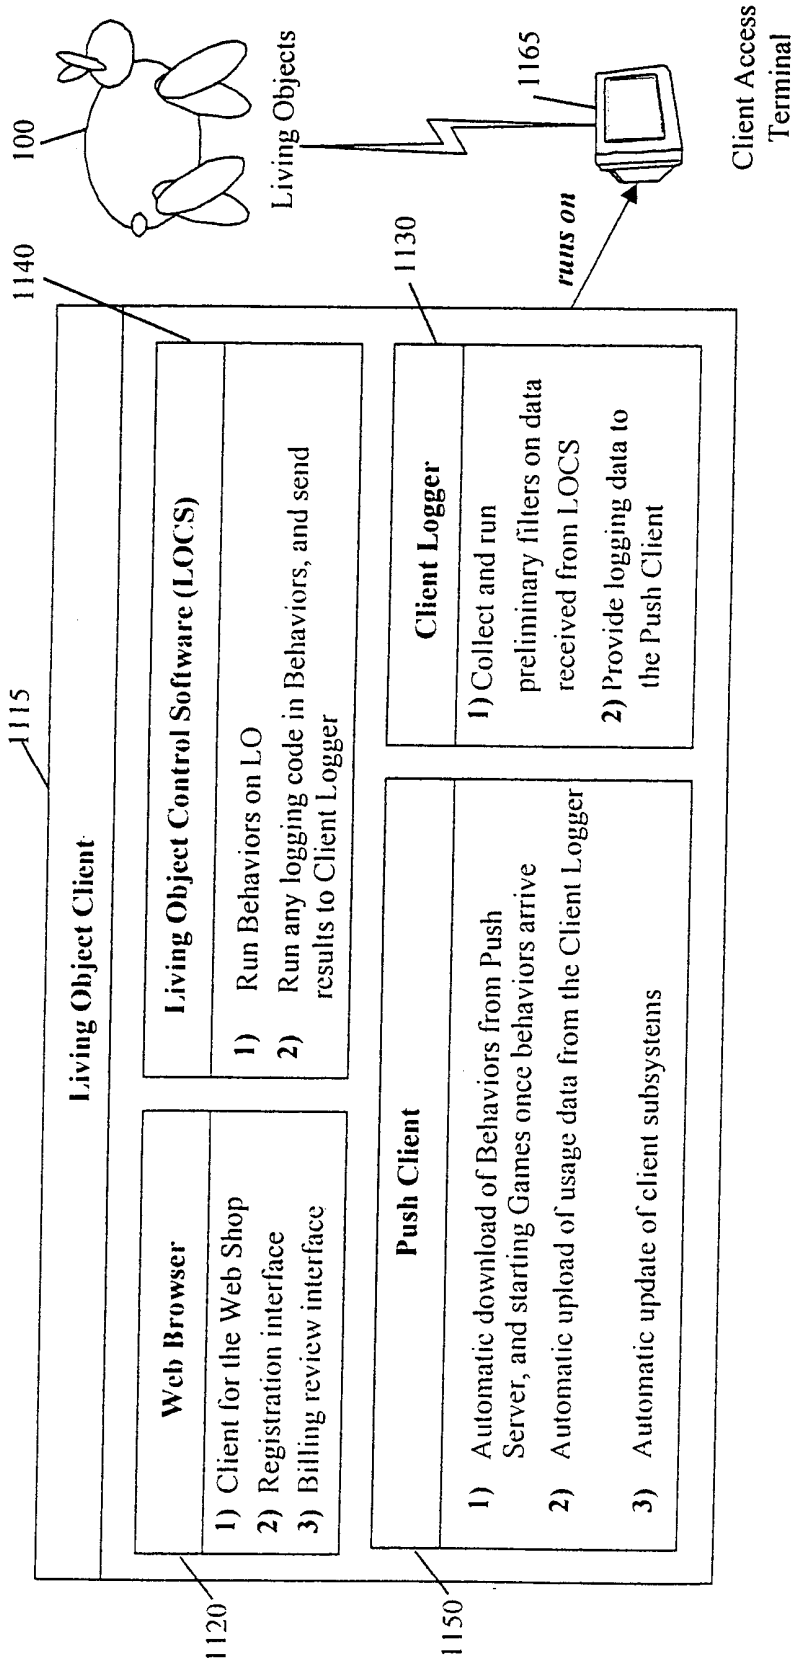 1115
Living Object Client
1120
Web Browser
1) Client for the Web Shop
2) Registration interface
3) Billing review interface
1140
Living Object Control Software (LOCS)
1) Run Behaviors on LO
2) Run any logging code in Behaviors, and send
results to Client Logger
1150
Push Client
1) Automatic download of Behaviors from Push
Server, and starting Games once behaviors arrive
2) Automatic upload of usage data from the Client Logger
3) Automatic update of client subsystems
1130
Client Logger
1) Collect and run
preliminary filters on data
received from LOCS
2) Provide logging data to
the Push Client
100
Living Objects
runs on
1165
Client Access
Terminal